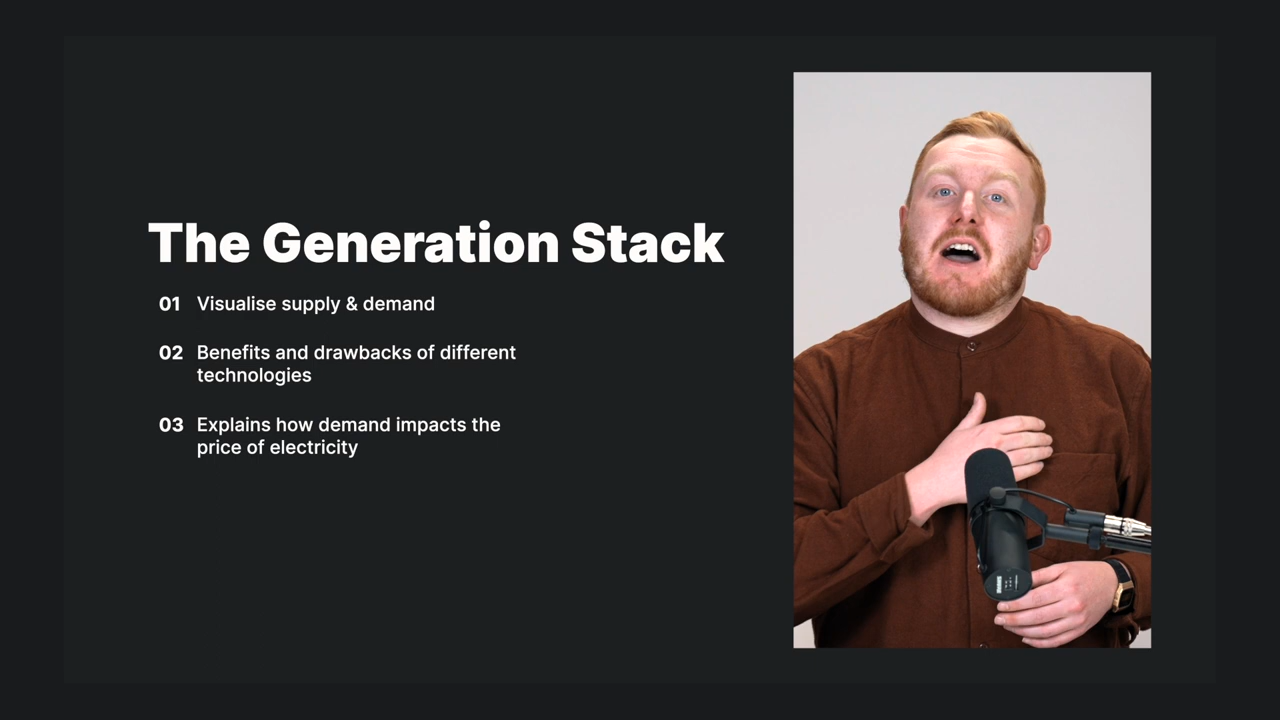 The Generation Stack
01 Visualise supply & demand
02 Benefits and drawbacks of different
technologies
03 Explains how demand impacts the
price of electricity